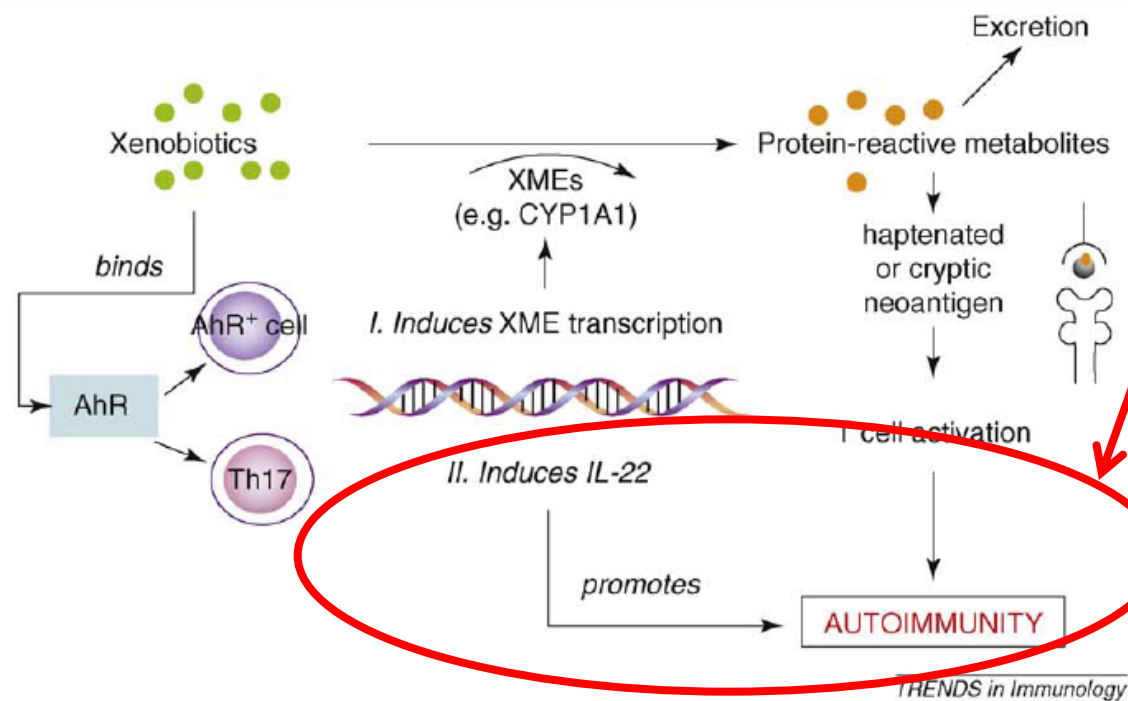 Excretion
Xenobiotics
Protein-reactive metabolites
XMEs
(e.g. CYP1A1)
haptenated
or cryptic
neoantigen
binds
AhR+ cell
I. Induces XME transcription
AhR
T cell activation
II. Induces IL-22
Th17
promotes
AUTOIMMUNITY
TRENDS in Immunology